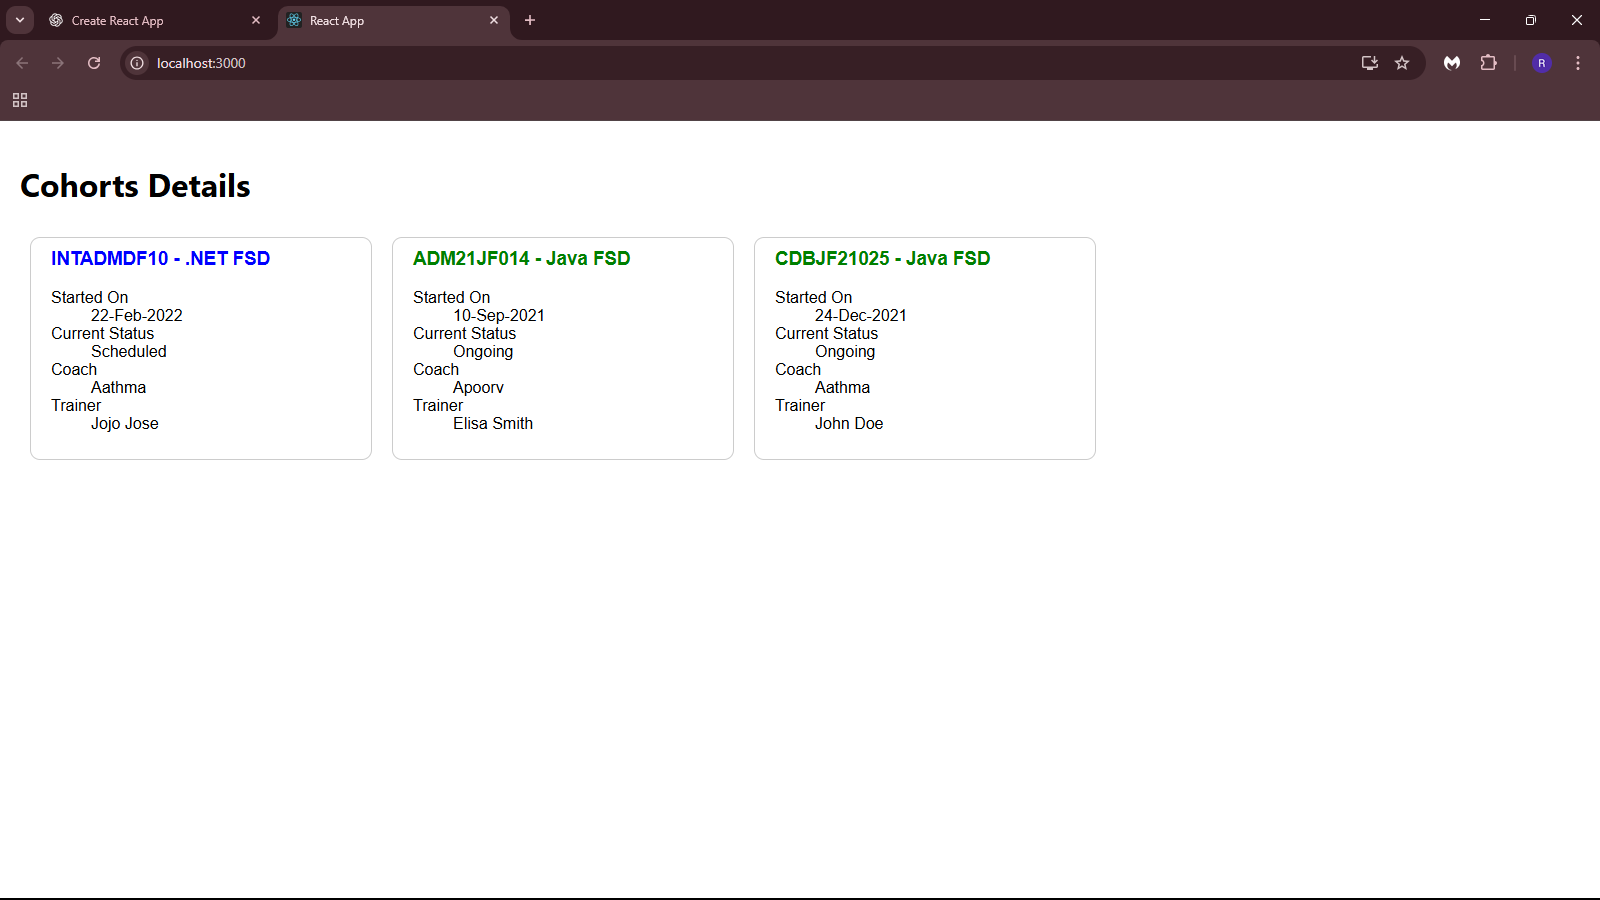 Create React App
React App
localhost:3000
R
Cohorts Details
INTADMDF10 - .NET FSD
Started On
22-Feb-2022
Current Status
Scheduled
Coach
Aathma
Trainer
Jojo Jose
ADM21JF014 - Java FSD
Started On
10-Sep-2021
Current Status
Ongoing
Coach
Apoorv
Trainer
Elisa Smith
CDBJF21025 - Java FSD
Started On
24-Dec-2021
Current Status
Ongoing
Coach
Aathma
Trainer
John Doe